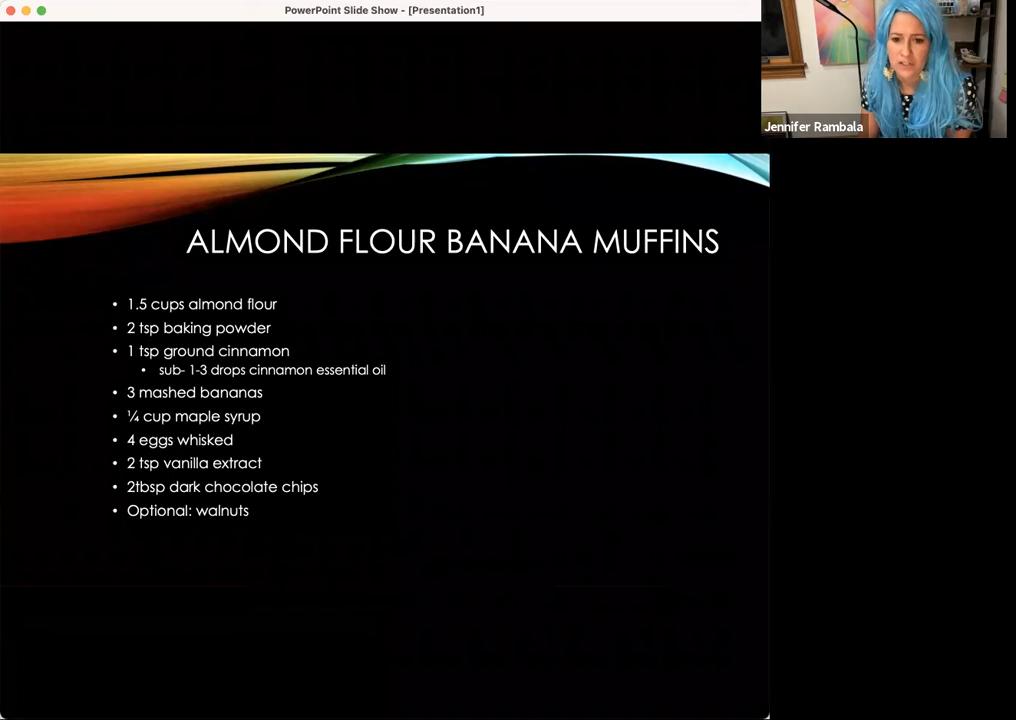 PowerPoint Slide Show - [Presentation1]
Jennifer Rambala
ALMOND FLOUR BANANA MUFFINS
• 1.5 cups almond flour
• 2 tsp baking powder
• 1 tsp ground cinnamon
• sub- 1-3 drops cinnamon essential oil
• 3 mashed bananas
• ¼ cup maple syrup
• 4 eggs whisked
• 2 tsp vanilla extract
• 2tbsp dark chocolate chips
• Optional: walnuts